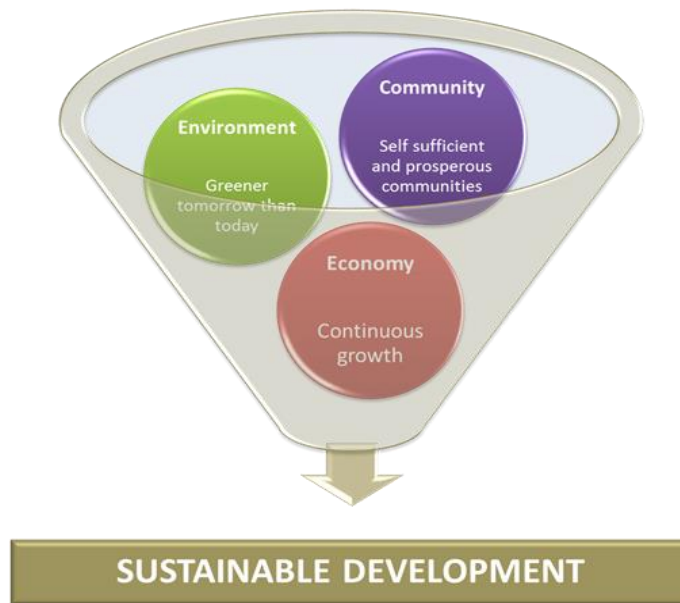 Community
Self sufficient
and prosperous
communities
Environment
Greener
tomorrow than
today
Economy
Continuous
growth
SUSTAINABLE DEVELOPMENT